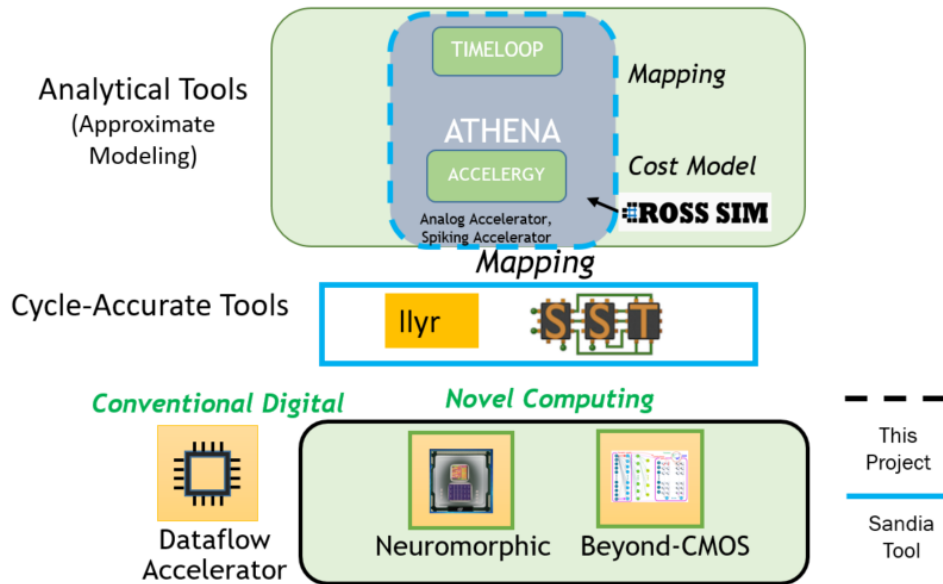 TIMELOOP
Analytical Tools
(Approximate
Modeling)
Mapping
ATHENA
ACCELERGY
Cost Model
ROSS SIM
Analog Accelerator,
Spiking Accelerator
Mapping
Cycle-Accurate Tools
llyr
SST
Conventional Digital
Novel Computing
This
Project
Sandia
Tool
Dataflow
Accelerator
Neuromorphic
Beyond-CMOS